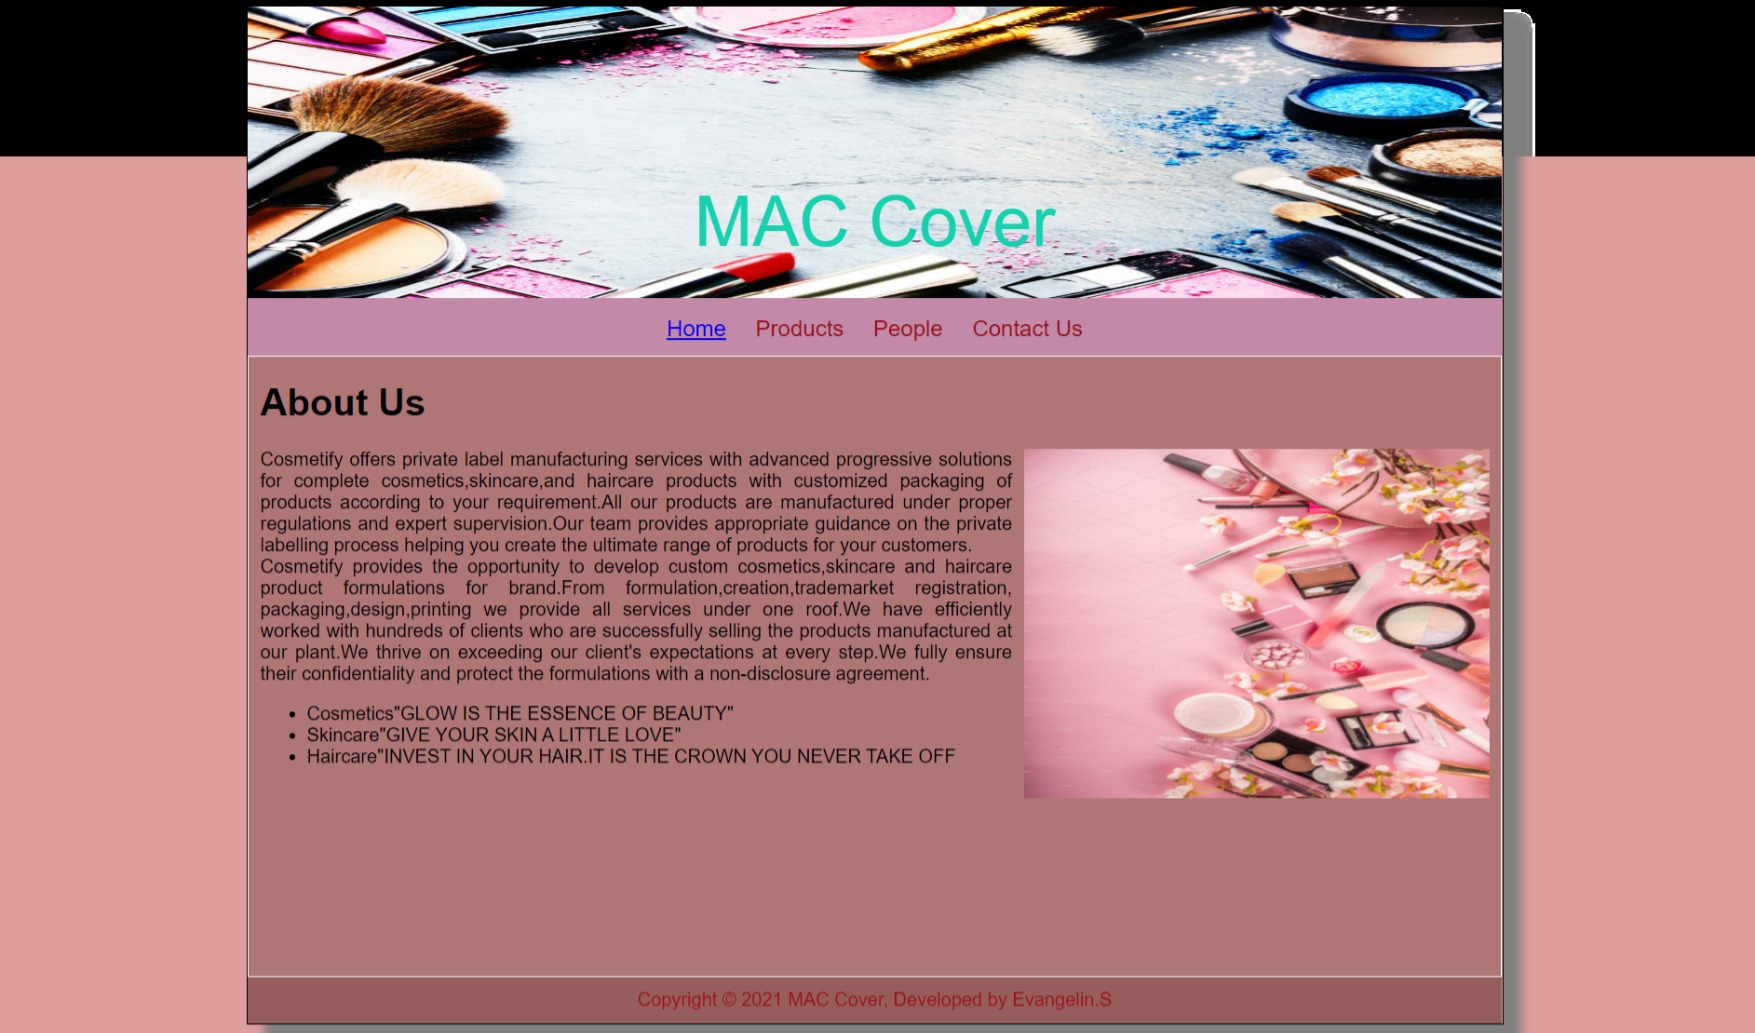 MAC Cover
Home Products People Contact Us
About Us
Cosmetify offers private label manufacturing services with advanced progressive solutions
for complete cosmetics,skincare,and haircare products with customized packaging of
products according to your requirement.All our products are manufactured under proper
regulations and expert supervision.Our team provides appropriate guidance on the private
labelling process helping you create the ultimate range of products for your customers.
Cosmetify provides the opportunity to develop custom cosmetics,skincare and haircare
product formulations for brand.From formulation,creation,trademarket registration,
packaging,design,printing we provide all services under one roof.We have efficiently
worked with hundreds of clients who are successfully selling the products manufactured at
our plant.We thrive on exceeding our client's expectations at every step.We fully ensure
their confidentiality and protect the formulations with a non-disclosure agreement.
• Cosmetics"GLOW IS THE ESSENCE OF BEAUTY"
• Skincare"GIVE YOUR SKIN A LITTLE LOVE"
• Haircare"INVEST IN YOUR HAIR.IT IS THE CROWN YOU NEVER TAKE OFF
Copyright © 2021 MAC Cover, Developed by Evangelin.S